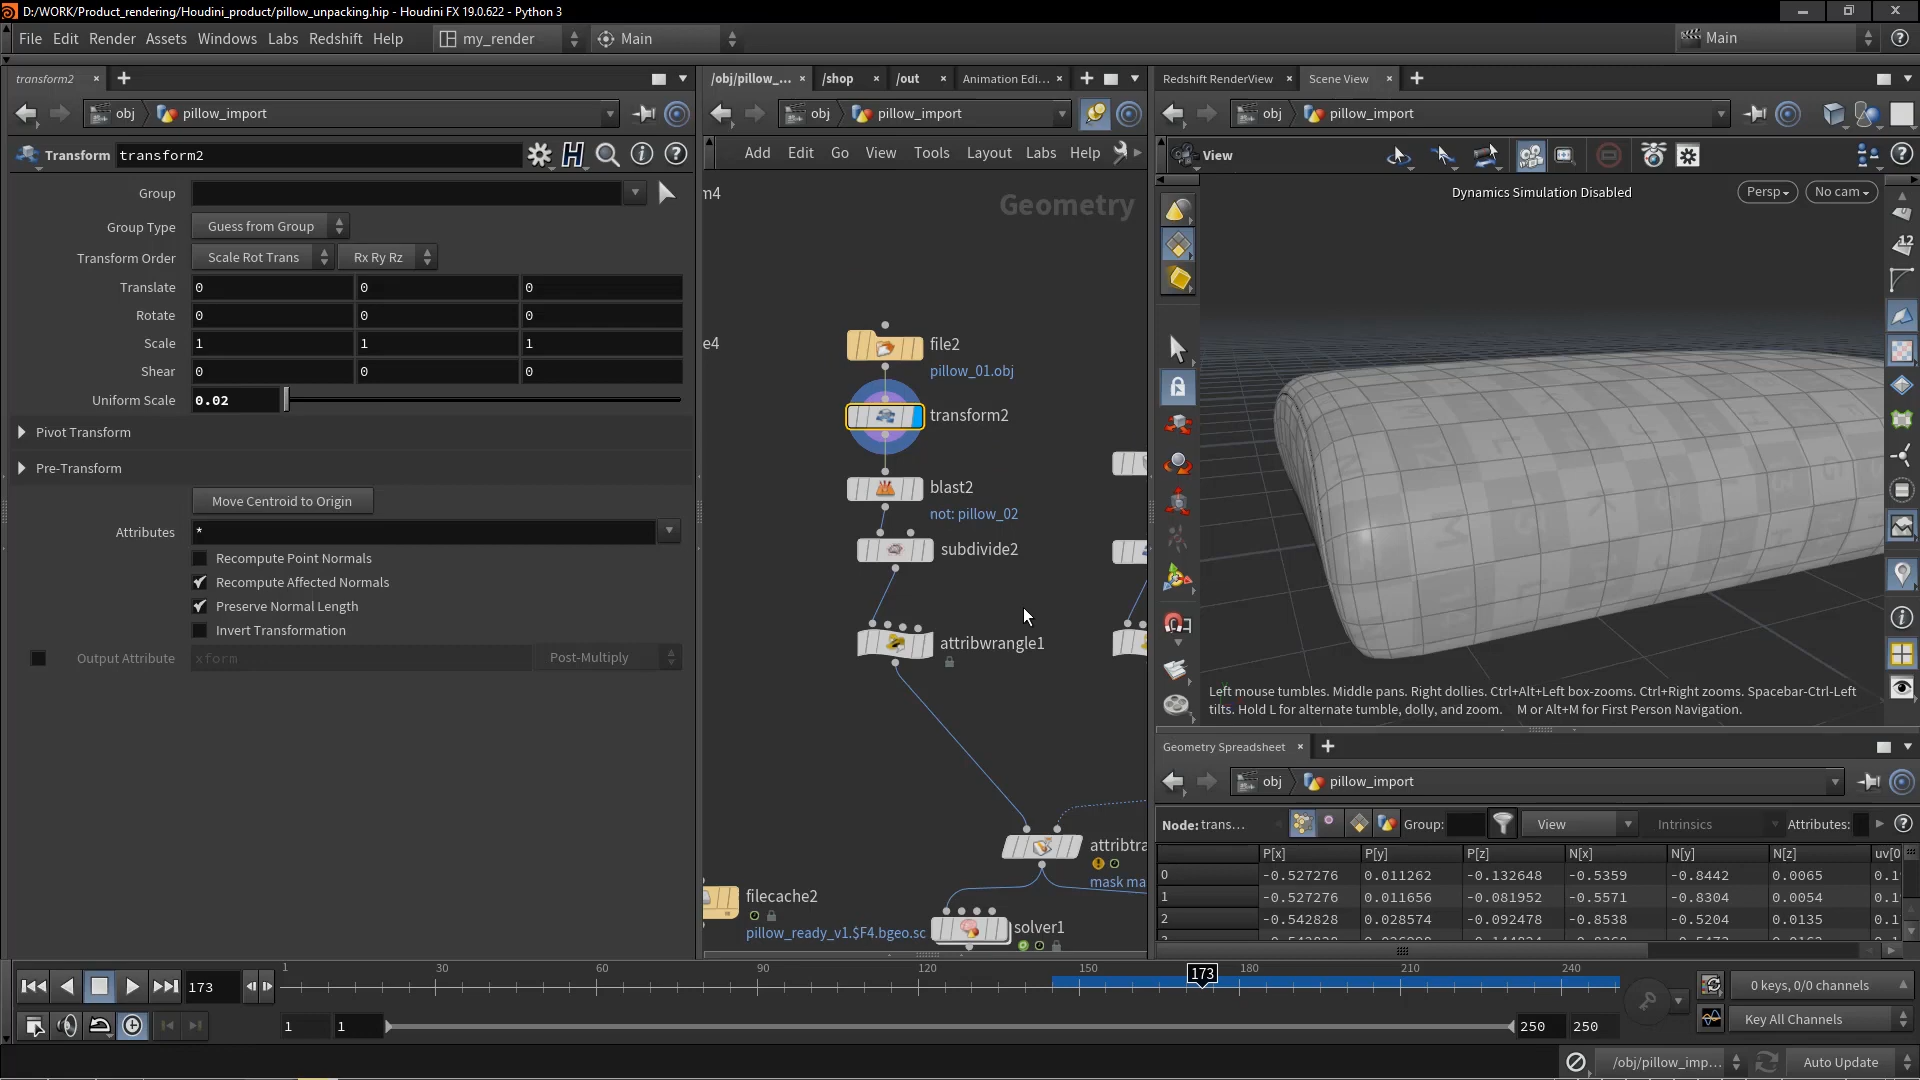 D:/WORK/Product_rendering/Houdini_product/pillow_unpacking.hip - Houdini FX 19.0.622 - Python 3
File Edit Render Assets Windows Labs Redshift Help my_render Main Main
transform2
obj pillow_import
Transform transform2
Group
Group Type Guess from Group
Transform Order Scale Rot Trans Rx Ry Rz
Translate 0 0 0
Rotate 0 0 0
Scale 1 1 1
Shear 0 0 0
Uniform Scale 0.02
Pivot Transform
Pre-Transform
Move Centroid to Origin
Attributes *
Recompute Point Normals
Recompute Affected Normals
Preserve Normal Length
Invert Transformation
Output Attribute xform Post-Multiply
/obj/pillow_... /shop /out Animation Edi...
obj pillow_import
Add Edit Go View Tools Layout Labs Help
m4
Geometry
e4
file2
pillow_01.obj
transform2
blast2
not: pillow_02
subdivide2
attribwrangle1
attribtra
mask ma
filecache2
pillow_ready_v1.$F4.bgeo.sc
solver1
Redshift RenderView Scene View
obj pillow_import
View
Dynamics Simulation Disabled
Persp No cam
12
Left mouse tumbles. Middle pans. Right dollies. Ctrl+Alt+Left box-zooms. Ctrl+Right zooms. Spacebar-Ctrl-Left
tilts. Hold L for alternate tumble, dolly, and zoom. M or Alt+M for First Person Navigation.
Geometry Spreadsheet
obj pillow_import
Node: trans... Group: View Intrinsics Attributes:
P[x] P[y] P[z] N[x] N[y] N[z] uv[0
0 -0.527276 0.011262 -0.132648 -0.5359 -0.8442 0.0065 0.1
1 -0.527276 0.011656 -0.081952 -0.5571 -0.8304 0.0054 0.1
2 -0.542828 0.028574 -0.092478 -0.8538 -0.5204 0.0135 0.1
173 1 30 60 90 120 150 173 180 210 240
0 keys, 0/0 channels
1 1 250 250 Key All Channels
/obj/pillow_imp... Auto Update